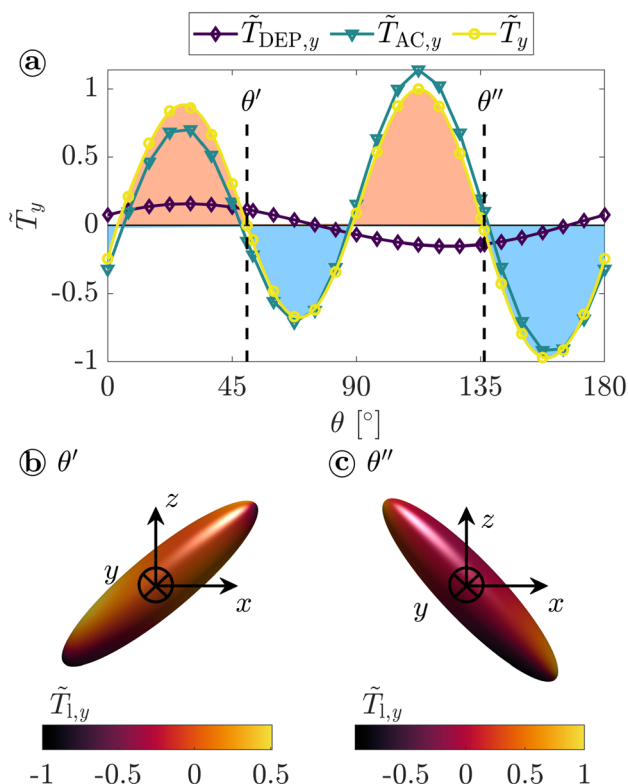 T̃DEP,y T̃AC,y T̃y
a
θ′ θ″
1
0.5
0
-0.5
-1
T̃y
0 45 90 135 180
θ [°]
b θ′ c θ″
z z
y x y x
T̃l,y T̃l,y
-1 -0.5 0 0.5 -0.5 0 0.5 1